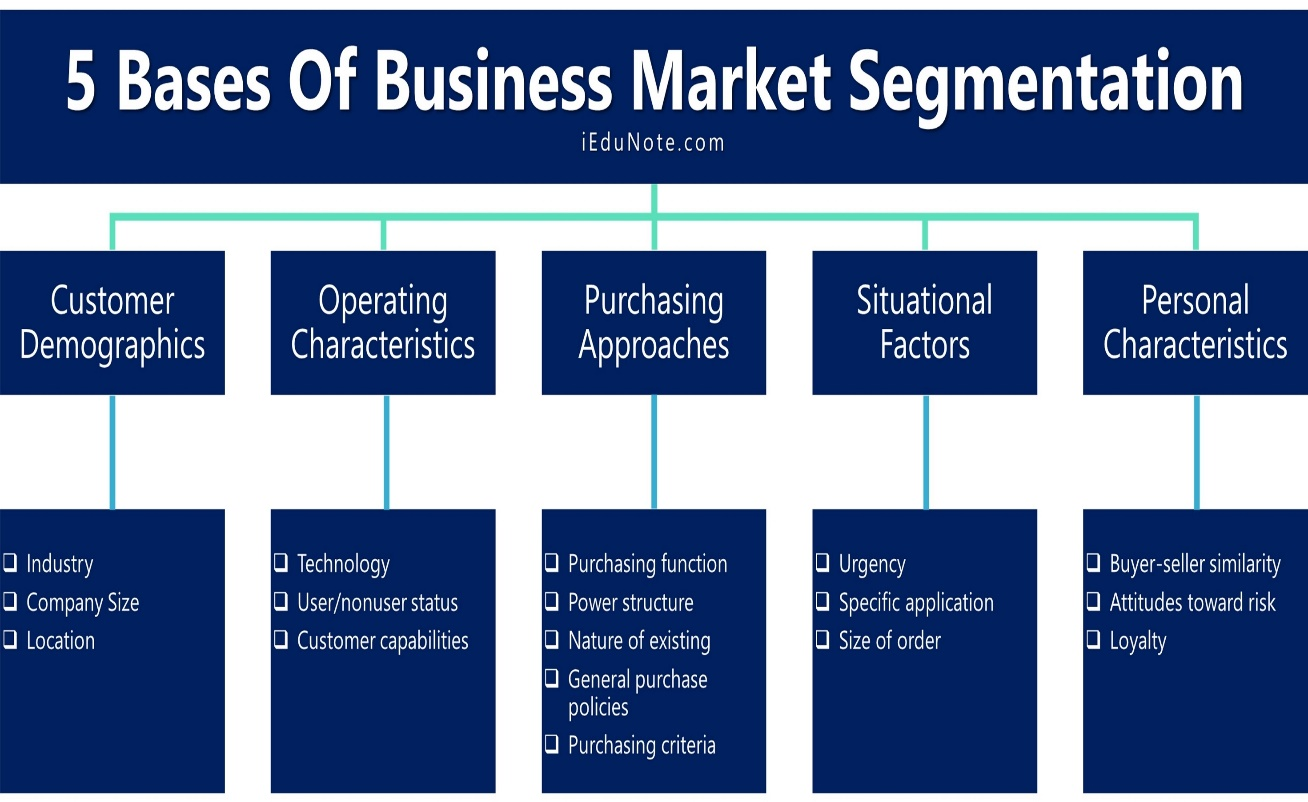 5 Bases Of Business Market Segmentation
iEduNote.com
Customer
Demographics
Operating
Characteristics
Purchasing
Approaches
Situational
Factors
Personal
Characteristics
❑ Industry
❑ Company Size
❑ Location
❑ Technology
❑ User/nonuser status
❑ Customer capabilities
❑ Purchasing function
❑ Power structure
❑ Nature of existing
❑ General purchase
policies
❑ Purchasing criteria
❑ Urgency
❑ Specific application
❑ Size of order
❑ Buyer-seller similarity
❑ Attitudes toward risk
❑ Loyalty